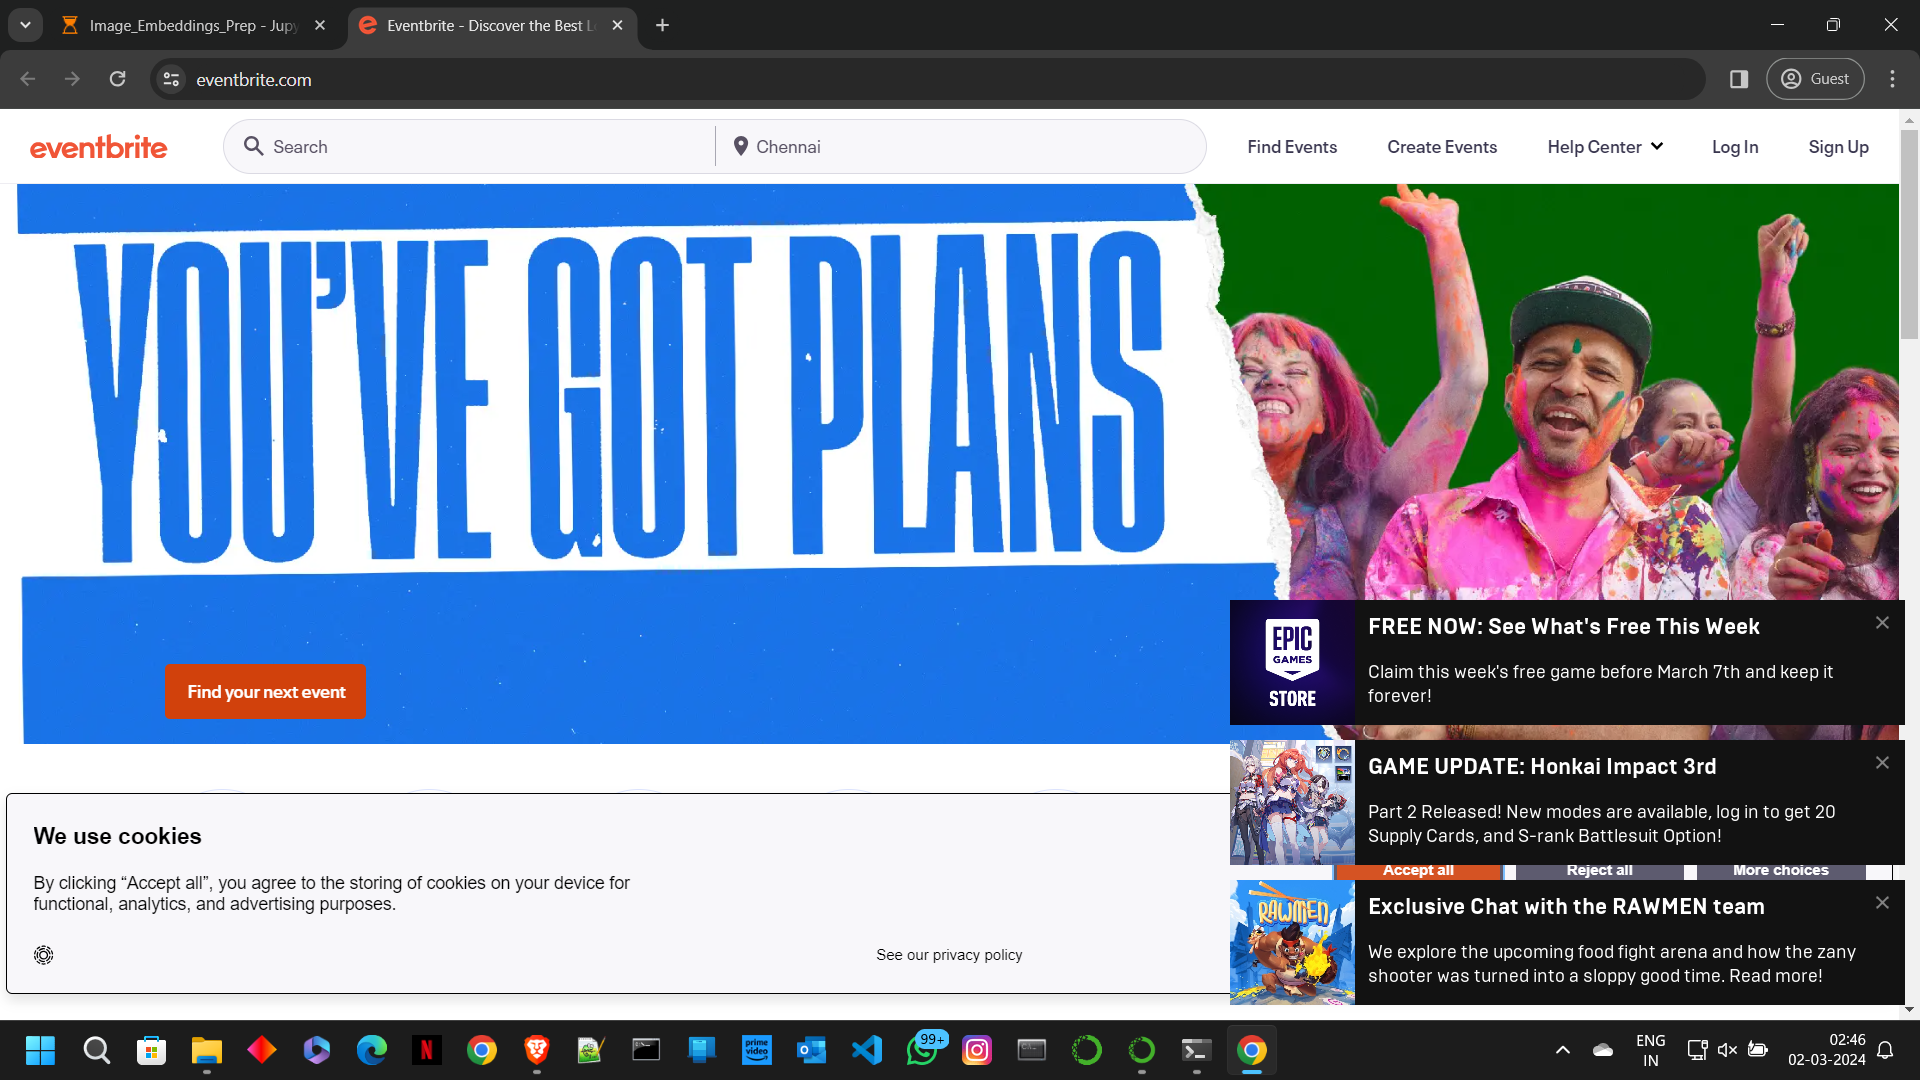 Image_Embeddings_Prep - Jupy
Eventbrite - Discover the Best L
eventbrite.com
Guest
eventbrite
Search
Chennai
Find Events
Create Events
Help Center
Log In
Sign Up
YOU'VE GOT PLANS
Find your next event
EPIC
GAMES
STORE
FREE NOW: See What's Free This Week
Claim this week's free game before March 7th and keep it
forever!
GAME UPDATE: Honkai Impact 3rd
Part 2 Released! New modes are available, log in to get 20
Supply Cards, and S-rank Battlesuit Option!
We use cookies
By clicking “Accept all”, you agree to the storing of cookies on your device for
functional, analytics, and advertising purposes.
See our privacy policy
Accept all
Reject all
More choices
RAWMEN
Exclusive Chat with the RAWMEN team
We explore the upcoming food fight arena and how the zany
shooter was turned into a sloppy good time. Read more!
N
prime
video
99+
ENG
IN
02:46
02-03-2024